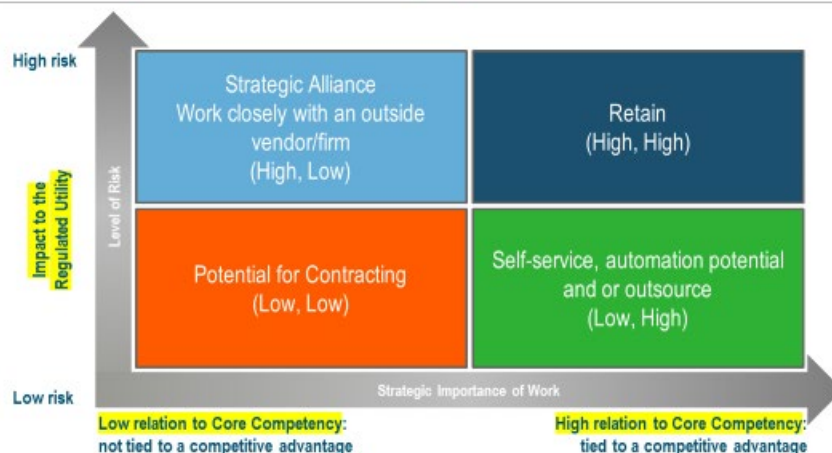 High risk
Strategic Alliance
Work closely with an outside
vendor/firm
(High, Low)
Retain
(High, High)
Impact to the
Regulated Utility
Level of Risk
Potential for Contracting
(Low, Low)
Self-service, automation potential
and or outsource
(Low, High)
Low risk
Strategic Importance of Work
Low relation to Core Competency:
not tied to a competitive advantage
High relation to Core Competency:
tied to a competitive advantage